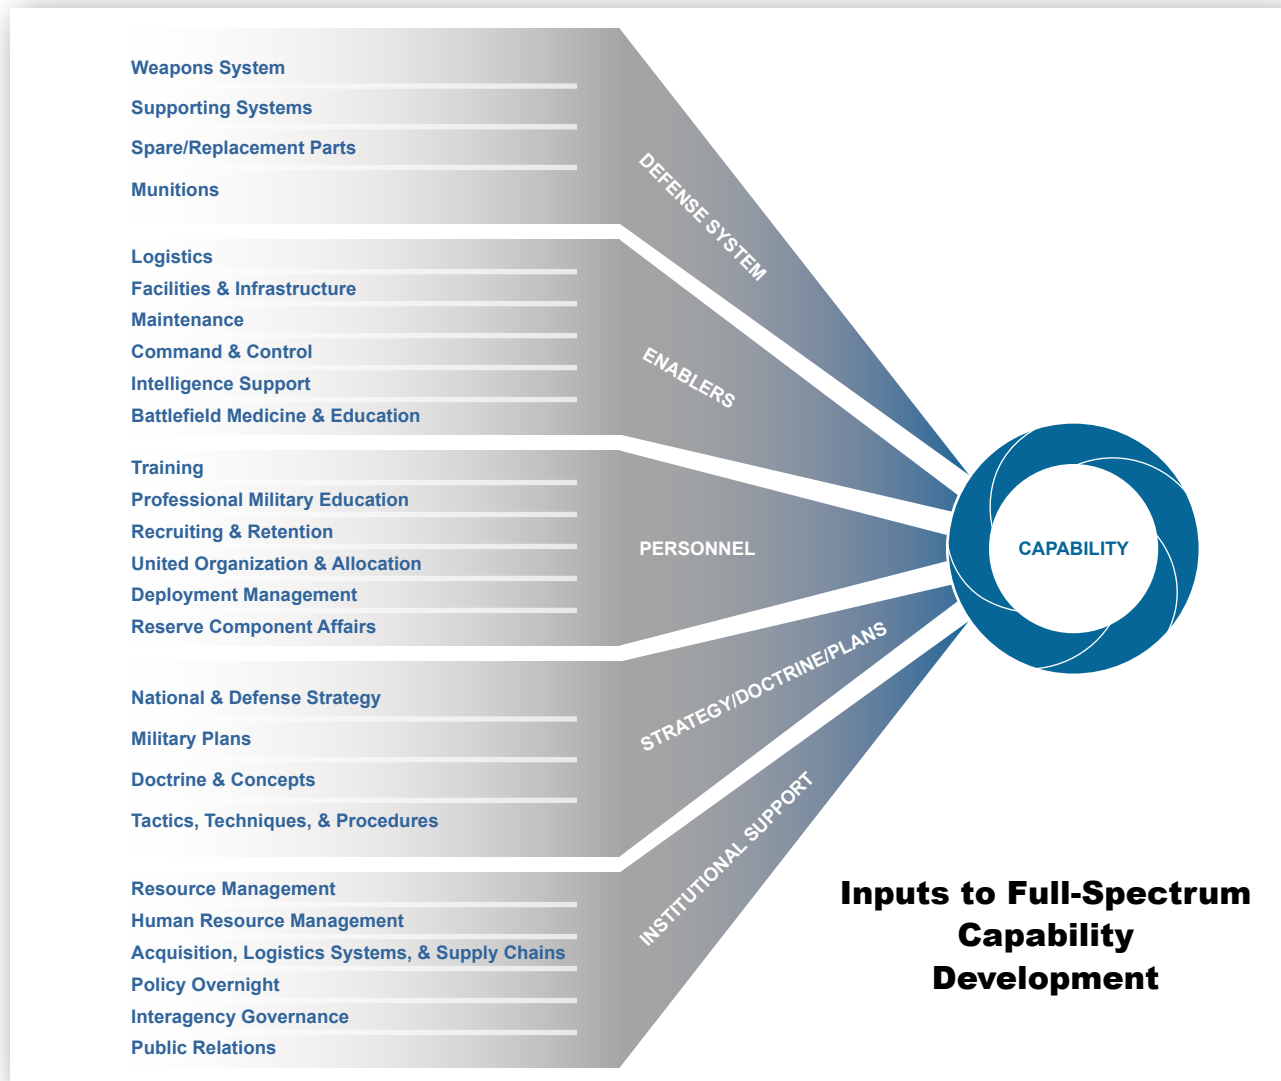 Weapons System
Supporting Systems
Spare/Replacement Parts
Munitions
DEFENSE SYSTEM
Logistics
Facilities & Infrastructure
Maintenance
Command & Control
Intelligence Support
Battlefield Medicine & Education
ENABLERS
Training
Professional Military Education
Recruiting & Retention
United Organization & Allocation
Deployment Management
Reserve Component Affairs
PERSONNEL
National & Defense Strategy
Military Plans
Doctrine & Concepts
Tactics, Techniques, & Procedures
STRATEGY/DOCTRINE/PLANS
Resource Management
Human Resource Management
Acquisition, Logistics Systems, & Supply Chains
Policy Overnight
Interagency Governance
Public Relations
INSTITUTIONAL SUPPORT
CAPABILITY
Inputs to Full-Spectrum
Capability
Development